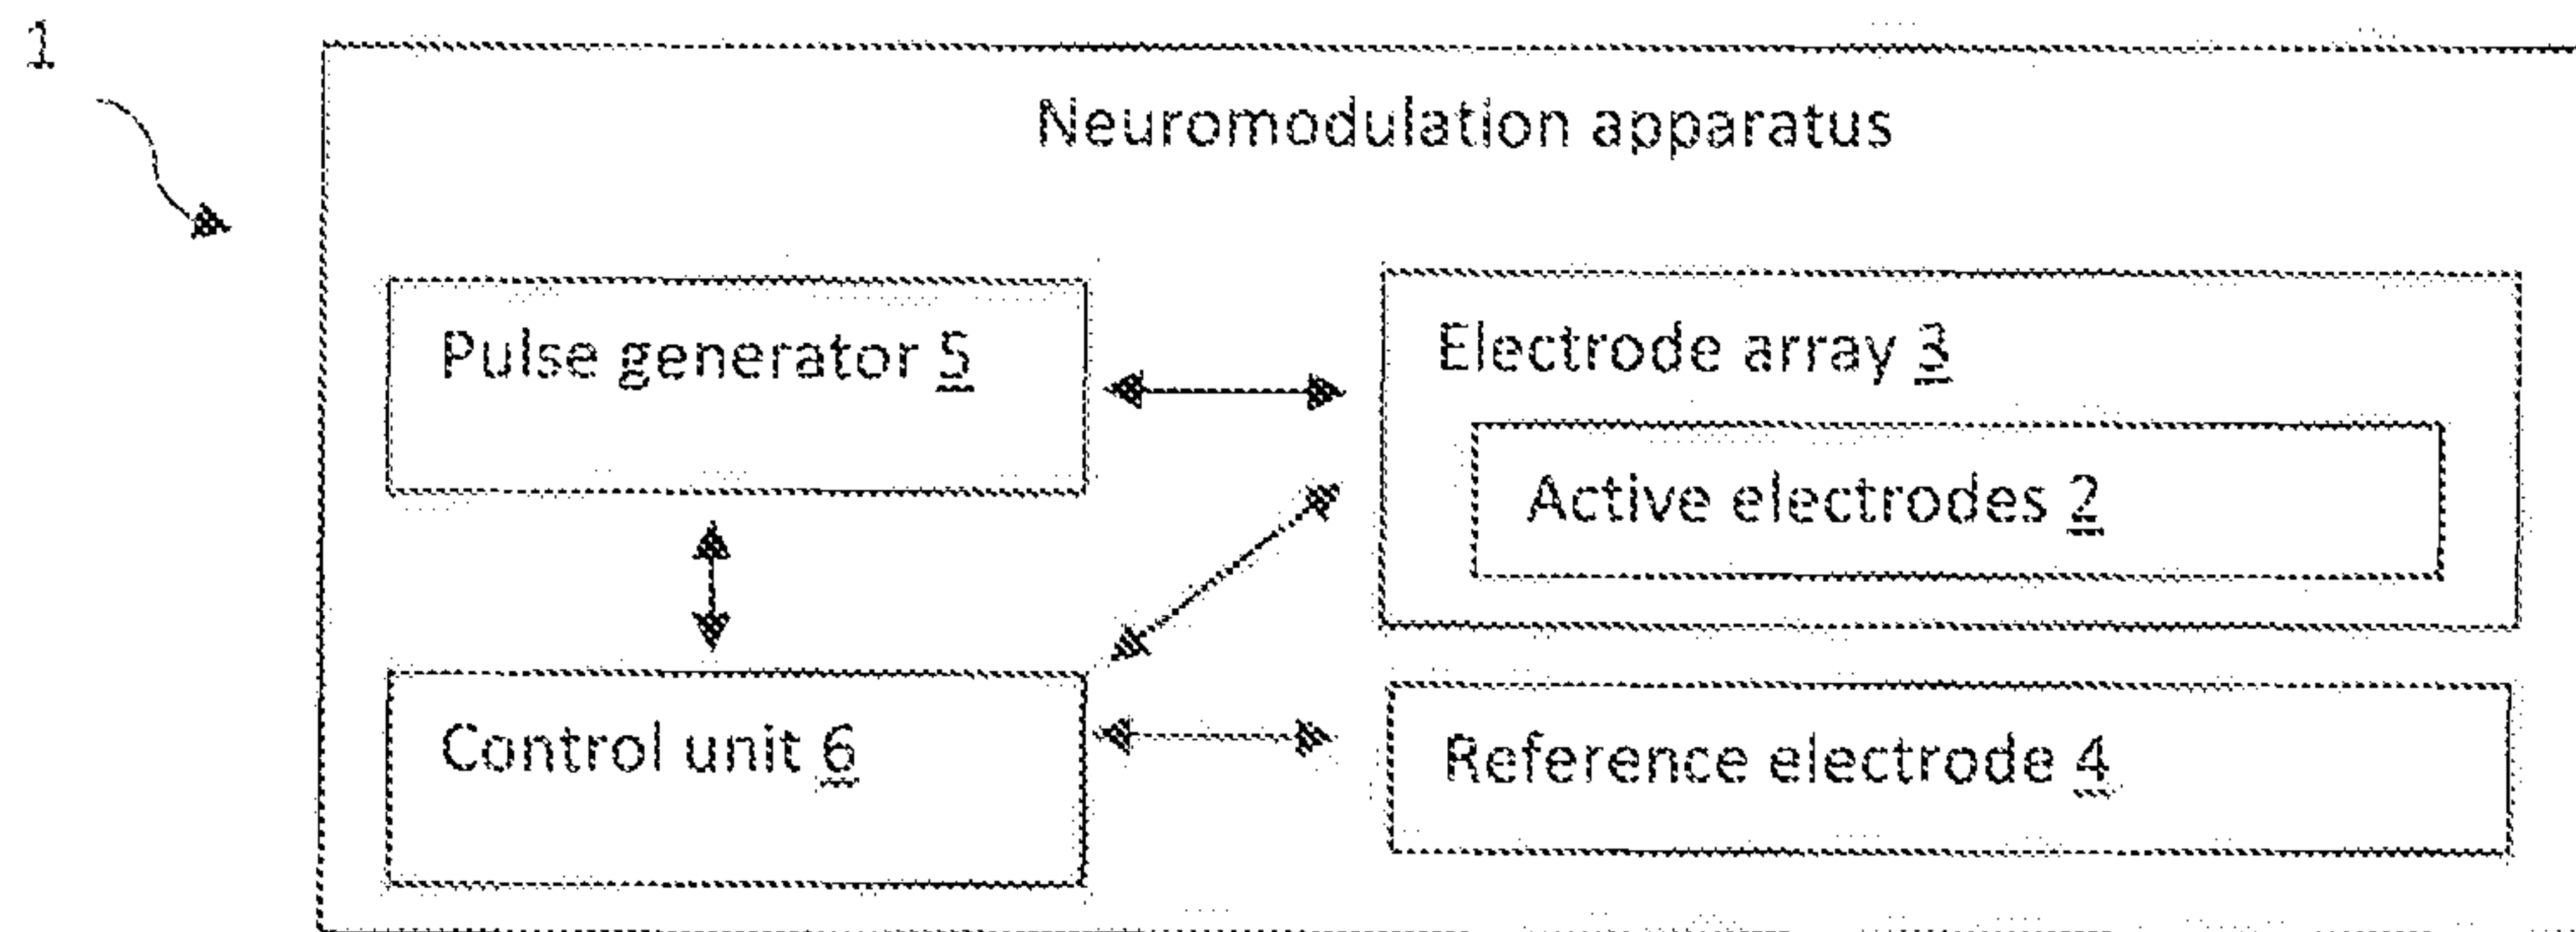 1
Neuromodulation apparatus
Pulse generator 5
Electrode array 3
Active electrodes 2
Control unit 6
Reference electrode 4